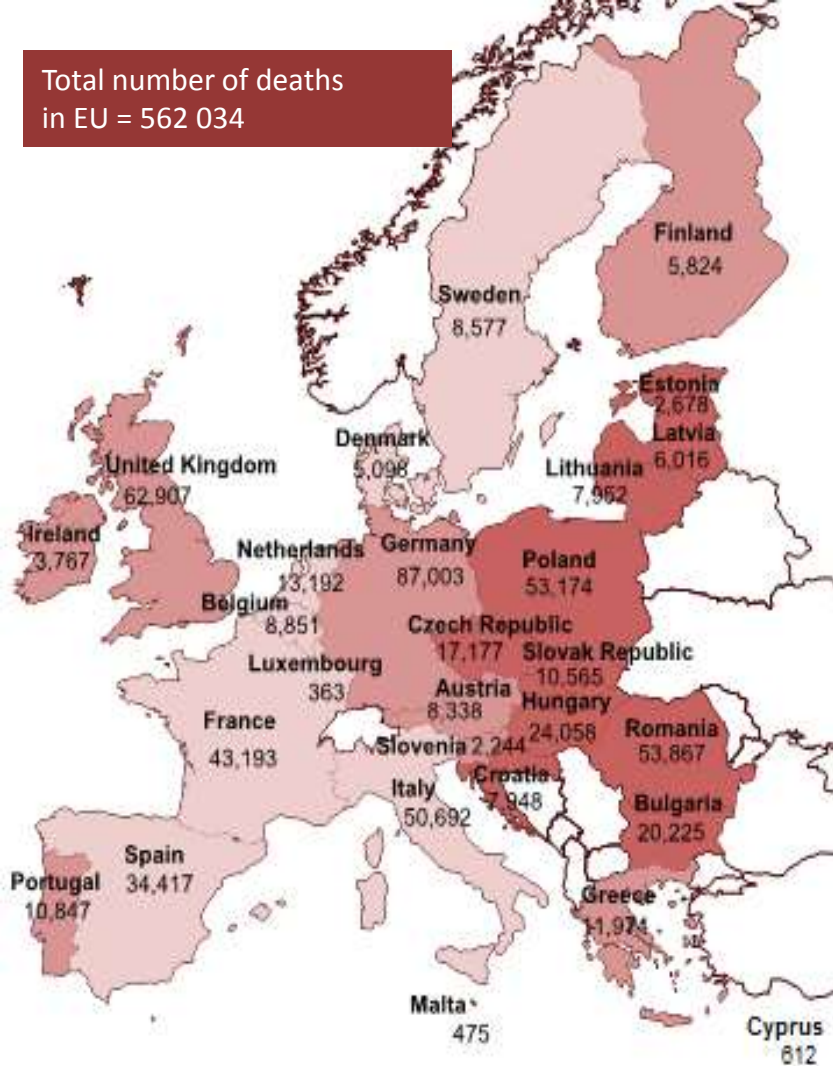 Total number of deaths
in EU = 562 034
Finland
5,824
Sweden
8,577
Estonia
2,678
Latvia
6,016
Denmark
5,098
Lithuania
7,952
United Kingdom
62,907
Ireland
3,767
Netherlands
13,192
Germany
87,003
Poland
53,174
Belgium
8,851
Czech Republic
17,177
Slovak Republic
10,565
Luxembourg
363
Austria
8,338
Hungary
24,058
France
43,193
Slovenia 2,244
Romania
53,867
Croatia
7,948
Italy
50,692
Bulgaria
20,225
Spain
34,417
Portugal
10,847
Greece
11,974
Malta
475
Cyprus
612